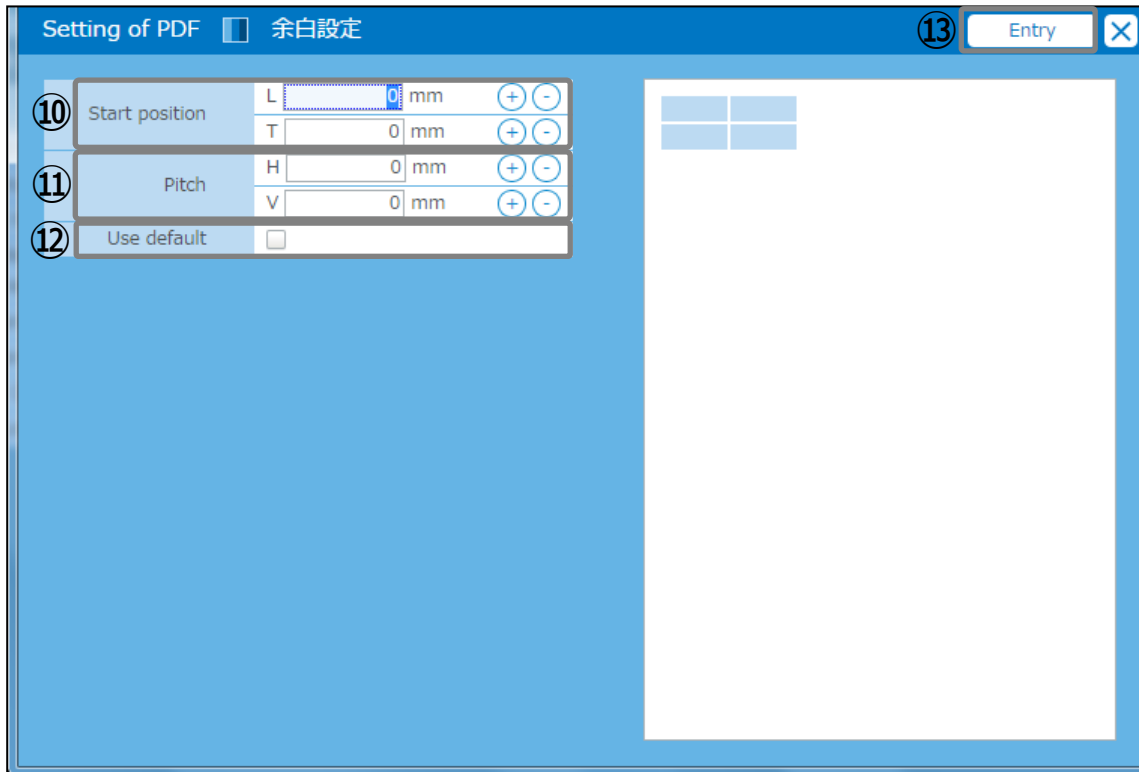 Setting of PDF 余白設定 ⑬ Entry
⑩ Start position L 0 mm + -
T 0 mm + -
⑪ Pitch H 0 mm + -
V 0 mm + -
⑫ Use default